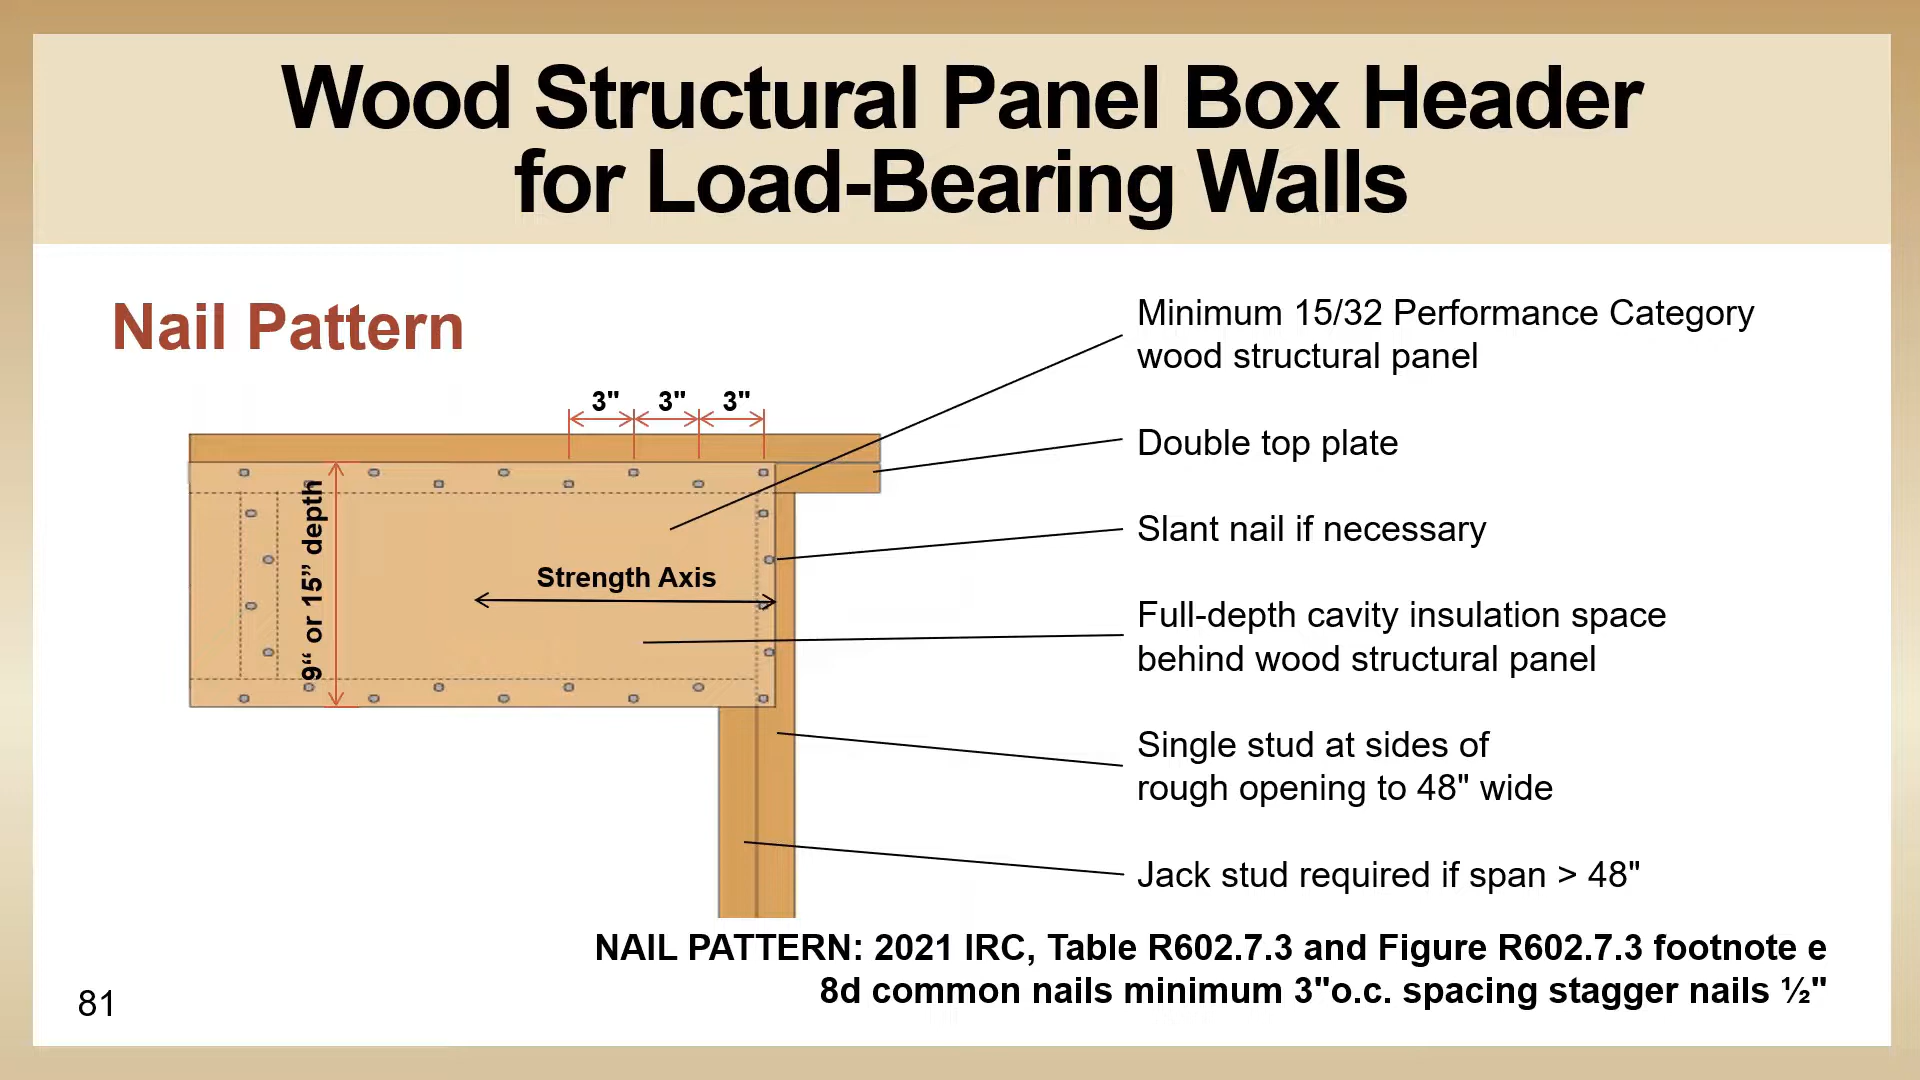 Wood Structural Panel Box Header
for Load-Bearing Walls
Nail Pattern
3" 3" 3"
9“ or 15” depth
Strength Axis
Minimum 15/32 Performance Category
wood structural panel
Double top plate
Slant nail if necessary
Full-depth cavity insulation space
behind wood structural panel
Single stud at sides of
rough opening to 48" wide
Jack stud required if span > 48"
NAIL PATTERN: 2021 IRC, Table R602.7.3 and Figure R602.7.3 footnote e
8d common nails minimum 3"o.c. spacing stagger nails ½"
81